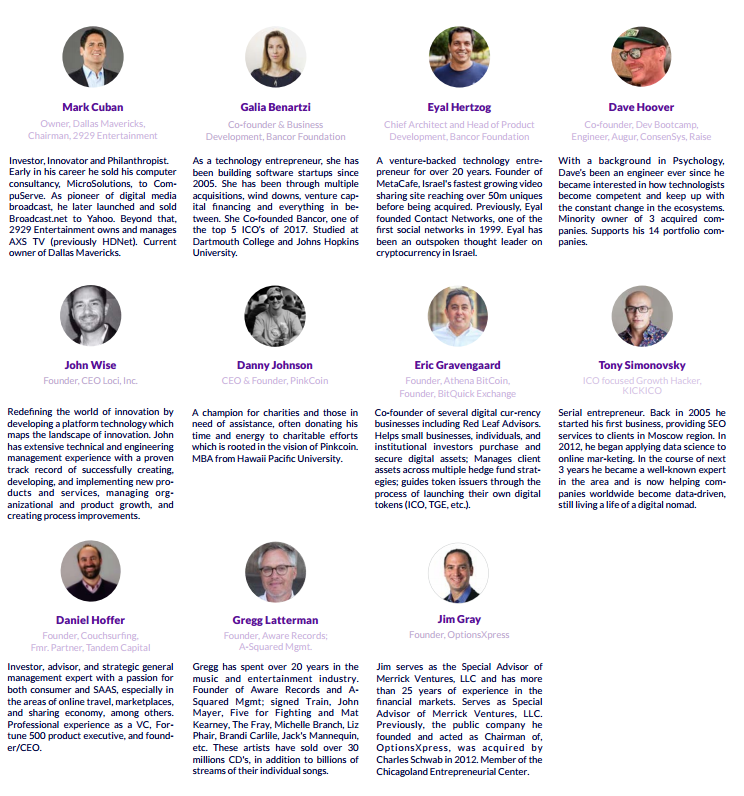 Mark Cuban
Owner, Dallas Mavericks,
Chairman, 2929 Entertainment
Investor, Innovator and Philanthropist.
Early in his career he sold his computer
consultancy, MicroSolutions, to Com-
puServe. As pioneer of digital media
broadcast, he later launched and sold
Broadcast.net to Yahoo. Beyond that,
2929 Entertainment owns and manages
AXS TV (previously HDNet). Current
owner of Dallas Mavericks.
Galia Benartzi
Co-founder & Business
Development, Bancor Foundation
As a technology entrepreneur, she has
been building software startups since
2005. She has been through multiple
acquisitions, wind downs, venture cap-
ital financing and everything in be-
tween. She Co-founded Bancor, one of
the top 5 ICO's of 2017. Studied at
Dartmouth College and Johns Hopkins
University.
Eyal Hertzog
Chief Architect and Head of Product
Development, Bancor Foundation
A venture-backed technology entre-
preneur for over 20 years. Founder of
MetaCafe, Israel's fastest growing video
sharing site reaching over 50m uniques
before being acquired. Previously, Eyal
founded Contact Networks, one of the
first social networks in 1999. Eyal has
been an outspoken thought leader on
cryptocurrency in Israel.
Dave Hoover
Co-founder, Dev Bootcamp,
Engineer, Augur, ConsenSys, Raise
With a background in Psychology,
Dave's been an engineer ever since he
became interested in how technologists
become competent and keep up with
the constant change in the ecosystems.
Minority owner of 3 acquired com-
panies. Supports his 14 portfolio com-
panies.
John Wise
Founder, CEO Loci, Inc.
Redefining the world of innovation by
developing a platform technology which
maps the landscape of innovation. John
has extensive technical and engineering
management experience with a proven
track record of successfully creating,
developing, and implementing new pro-
ducts and services, managing org-
anizational and product growth, and
creating process improvements.
Danny Johnson
CEO & Founder, PinkCoin
A champion for charities and those in
need of assistance, often donating his
time and energy to charitable efforts
which is rooted in the vision of Pinkcoin.
MBA from Hawaii Pacific University.
Eric Gravengaard
Founder, Athena BitCoin,
Founder, BitQuick Exchange
Co-founder of several digital cur-rency
businesses including Red Leaf Advisors.
Helps small businesses, individuals, and
institutional investors purchase and
secure digital assets; Manages client
assets across multiple hedge fund strat-
egies; guides token issuers through the
process of launching their own digital
tokens (ICO, TGE, etc.).
Tony Simonovsky
ICO focused Growth Hacker,
KICKICO
Serial entrepreneur. Back in 2005 he
started his first business, providing SEO
services to clients in Moscow region. In
2012, he began applying data science to
online mar-keting. In the course of next
3 years he became a well-known expert
in the area and is now helping com-
panies worldwide become data-driven,
still living a life of a digital nomad.
Daniel Hoffer
Founder, Couchsurfing,
Fmr. Partner, Tandem Capital
Investor, advisor, and strategic general
management expert with a passion for
both consumer and SAAS, especially in
the areas of online travel, marketplaces,
and sharing economy, among others.
Professional experience as a VC, For-
tune 500 product executive, and found-
er/CEO.
Gregg Latterman
Founder, Aware Records;
A-Squared Mgmt.
Gregg has spent over 20 years in the
music and entertainment industry.
Founder of Aware Records and A-
Squared Mgmt; signed Train, John
Mayer, Five for Fighting and Mat
Kearney, The Fray, Michelle Branch, Liz
Phair, Brandi Carlile, Jack's Mannequin,
etc. These artists have sold over 30
millions CD's, in addition to billions of
streams of their individual songs.
Jim Gray
Founder, OptionsXpress
Jim serves as the Special Advisor of
Merrick Ventures, LLC and has more
than 25 years of experience in the
financial markets. Serves as Special
Advisor of Merrick Ventures, LLC.
Previously, the public company he
founded and acted as Chairman of,
OptionsXpress, was acquired by
Charles Schwab in 2012. Member of the
Chicagoland Entrepreneurial Center.